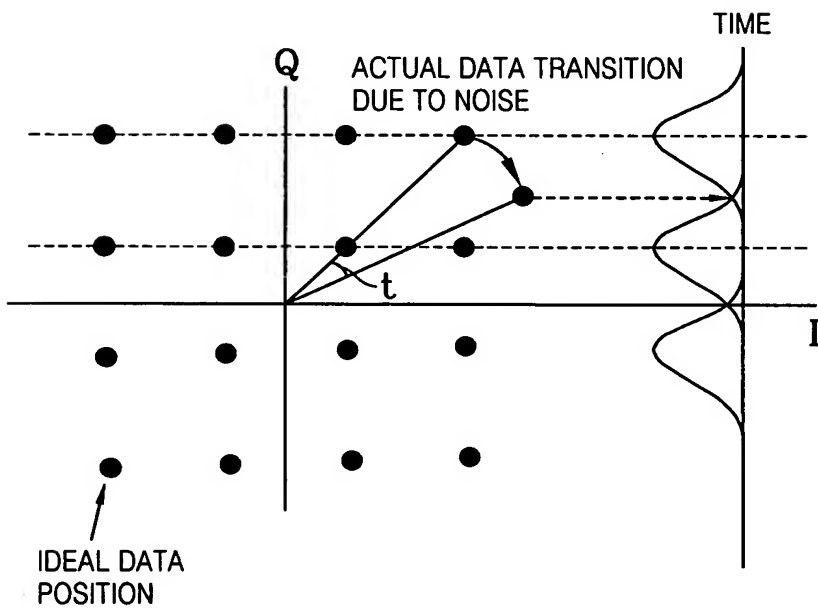 TIME
Q
ACTUAL DATA TRANSITION
DUE TO NOISE
t
I
IDEAL DATA
POSITION